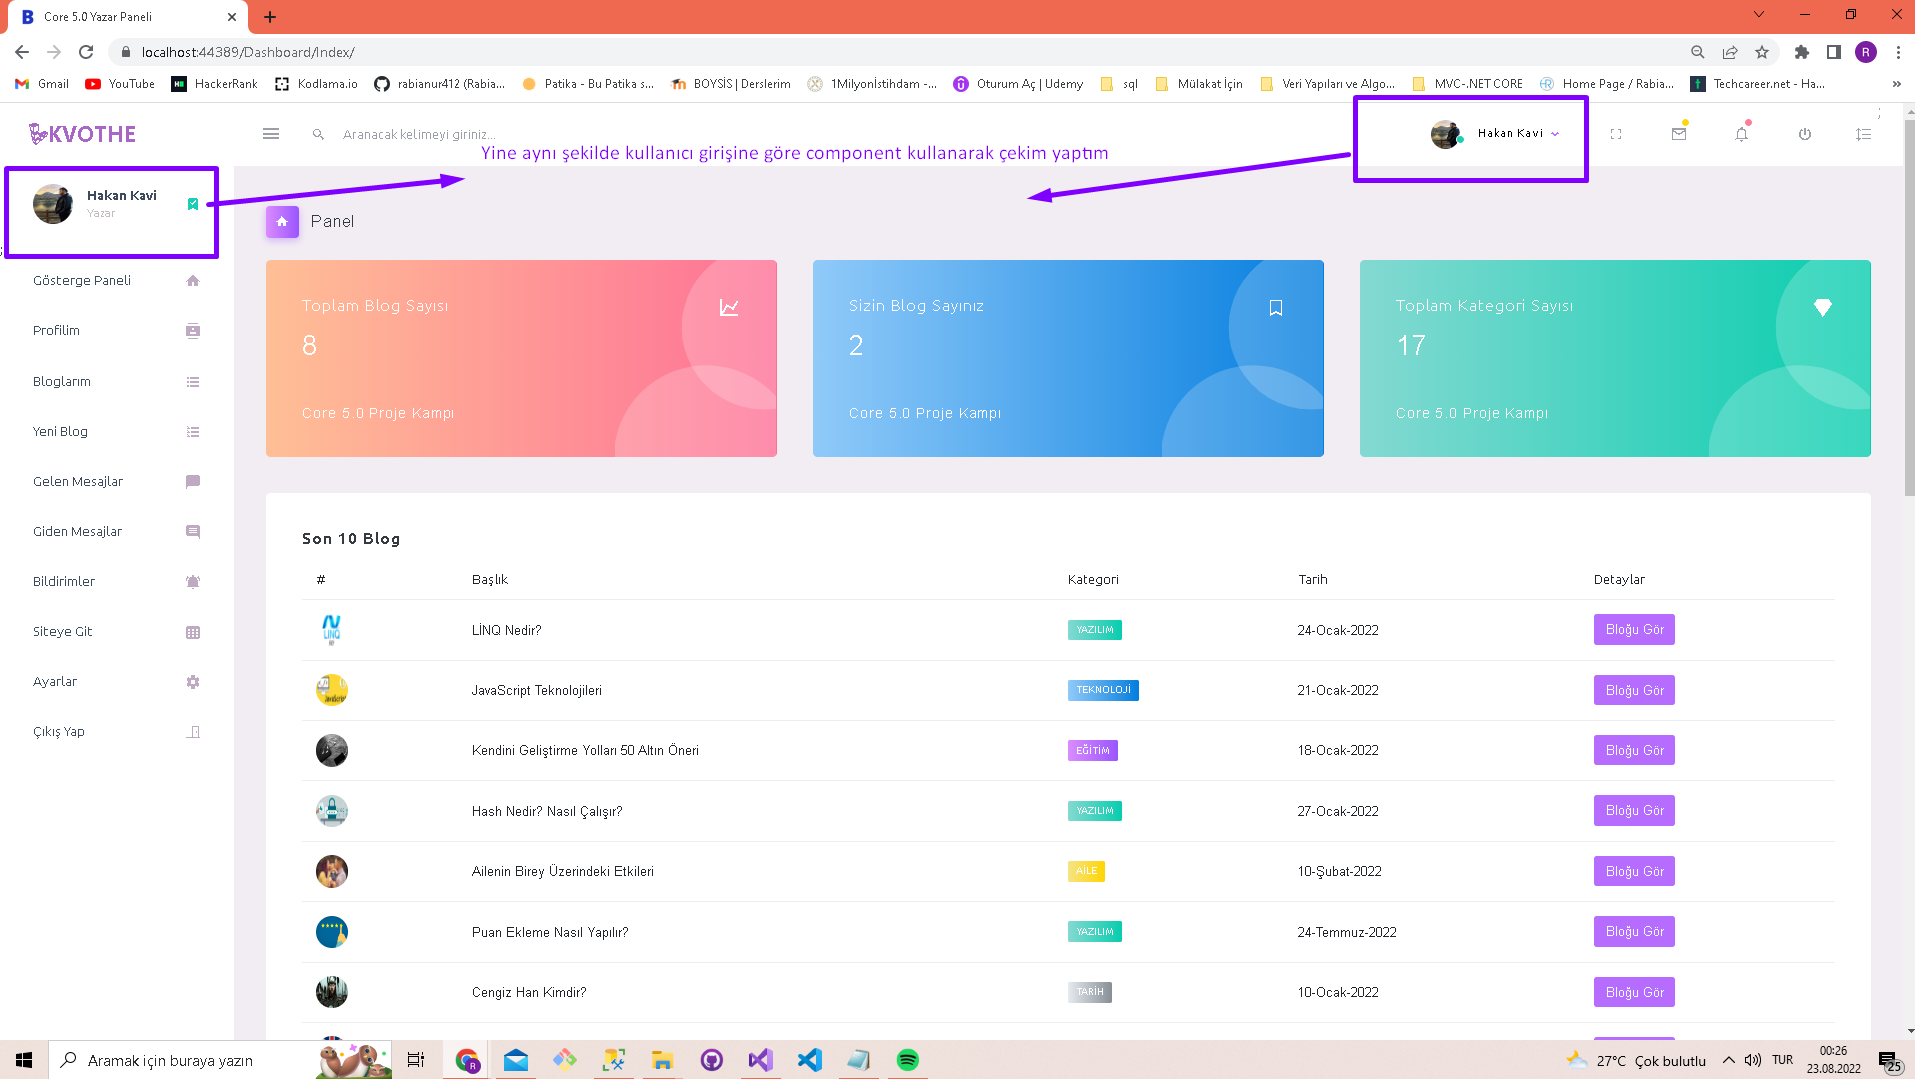 Core 5.0 Yazar Paneli
localhost:44389/Dashboard/Index/
R
Gmail YouTube HackerRank Kodlama.io rabianur412 (Rabia... Patika - Bu Patika s... BOYSİS | Derslerim 1Milyonİstihdam -... Oturum Aç | Udemy sql Mülakat İçin Veri Yapıları ve Algo... MVC-.NET CORE Home Page / Rabia... Techcareer.net - Ha... »
KVOTHE
Aranacak kelimeyi giriniz...
Hakan Kavi
Yine aynı şekilde kullanıcı girişine göre component kullanarak çekim yaptım
Hakan Kavi
Yazar
Panel
Gösterge Paneli
Profilim
Bloglarım
Yeni Blog
Gelen Mesajlar
Giden Mesajlar
Bildirimler
Siteye Git
Ayarlar
Çıkış Yap
Toplam Blog Sayısı
8
Core 5.0 Proje Kampı
Sizin Blog Sayınız
2
Core 5.0 Proje Kampı
Toplam Kategori Sayısı
17
Core 5.0 Proje Kampı
Son 10 Blog
# Başlık Kategori Tarih Detaylar
LİNQ LİNQ Nedir? YAZILIM 24-Ocak-2022 Bloğu Gör
JavaScript Teknolojileri TEKNOLOJİ 21-Ocak-2022 Bloğu Gör
Kendini Geliştirme Yolları 50 Altın Öneri EĞİTİM 18-Ocak-2022 Bloğu Gör
Hash Nedir? Nasıl Çalışır? YAZILIM 27-Ocak-2022 Bloğu Gör
Ailenin Birey Üzerindeki Etkileri AİLE 10-Şubat-2022 Bloğu Gör
Puan Ekleme Nasıl Yapılır? YAZILIM 24-Temmuz-2022 Bloğu Gör
Cengiz Han Kimdir? TARİH 10-Ocak-2022 Bloğu Gör
Aramak için buraya yazın
27°C Çok bulutlu
TUR
00:26
23.08.2022
25